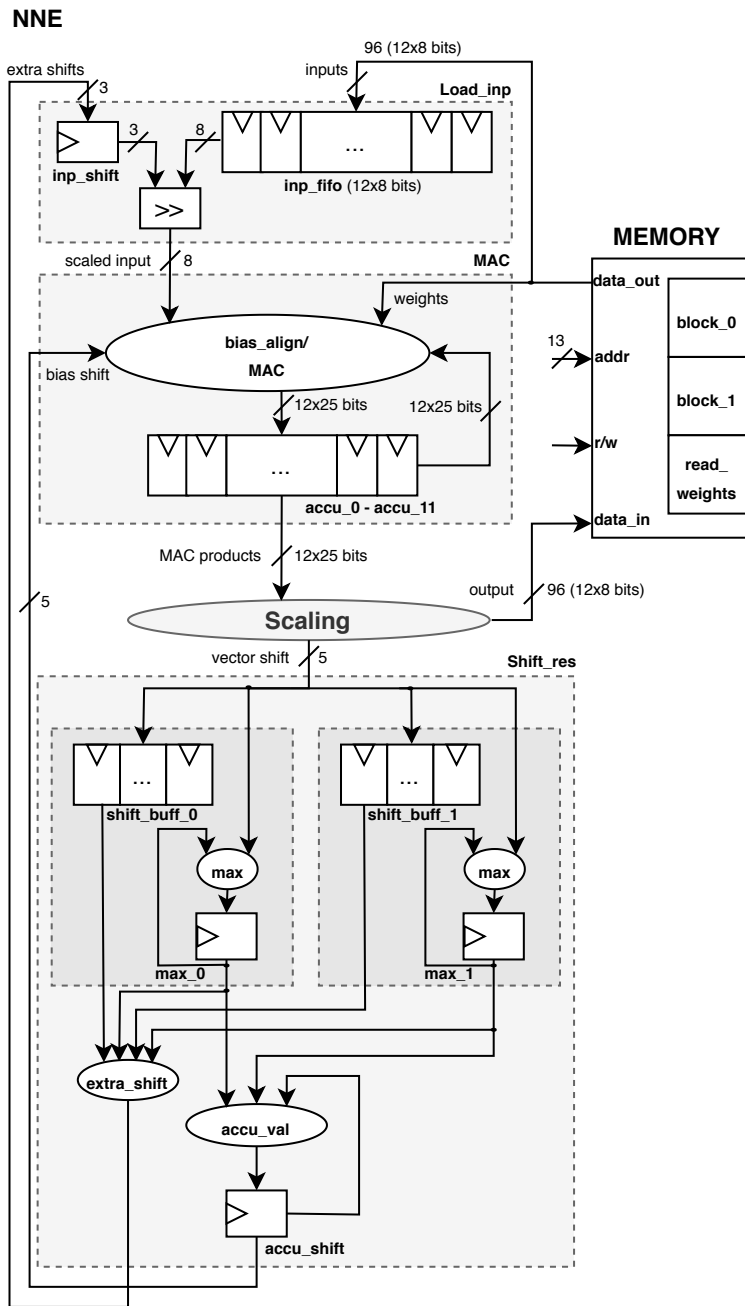 NNE
96 (12x8 bits)
extra shifts
inputs
3
Load_inp
3
8
...
inp_shift
inp_fifo (12x8 bits)
>>
MEMORY
scaled input
8
MAC
data_out
weights
block_0
bias_align/
MAC
13
addr
bias shift
12x25 bits
12x25 bits
block_1
r/w
...
read_
weights
accu_0 - accu_11
data_in
MAC products
12x25 bits
output
96 (12x8 bits)
5
Scaling
vector shift
5
Shift_res
...
...
shift_buff_0
shift_buff_1
max
max
max_0
max_1
extra_shift
accu_val
accu_shift